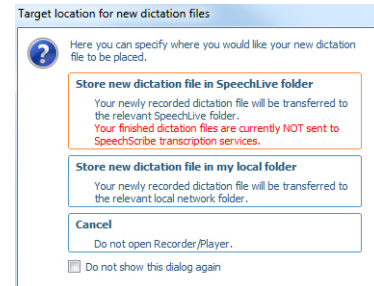 Target location for new dictation files
Here you can specify where you would like your new dictation
file to be placed.
Store new dictation file in SpeechLive folder
Your newly recorded dictation file will be transferred to
the relevant SpeechLive folder.
Your finished dictation files are currently NOT sent to
SpeechScribe transcription services.
Store new dictation file in my local folder
Your newly recorded dictation file will be transferred to
the relevant local network folder.
Cancel
Do not open Recorder/Player.
Do not show this dialog again